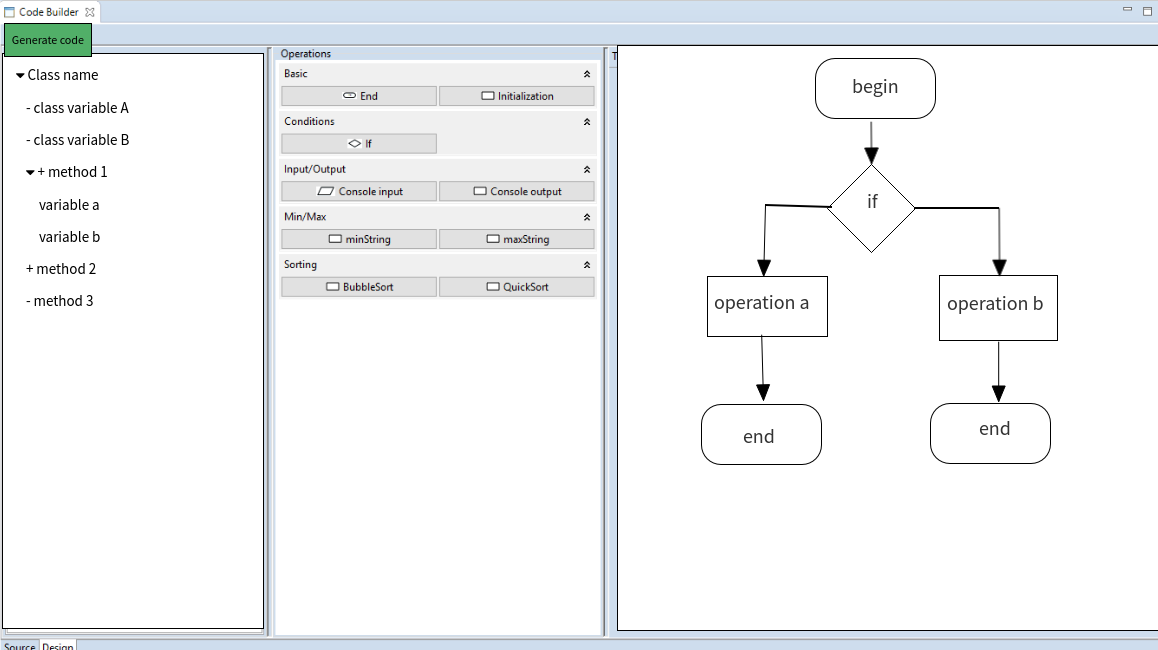 Code Builder
Generate code
Class name
- class variable A
- class variable B
+ method 1
variable a
variable b
+ method 2
- method 3
Operations
Basic
End
Initialization
Conditions
If
Input/Output
Console input
Console output
Min/Max
minString
maxString
Sorting
BubbleSort
QuickSort
T
begin
if
operation a
operation b
end
end
Source
Design